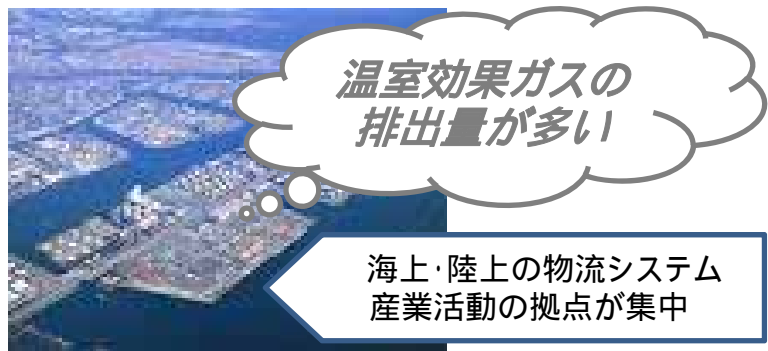 温室効果ガスの
排出量が多い
海上・陸上の物流システム
産業活動の拠点が集中